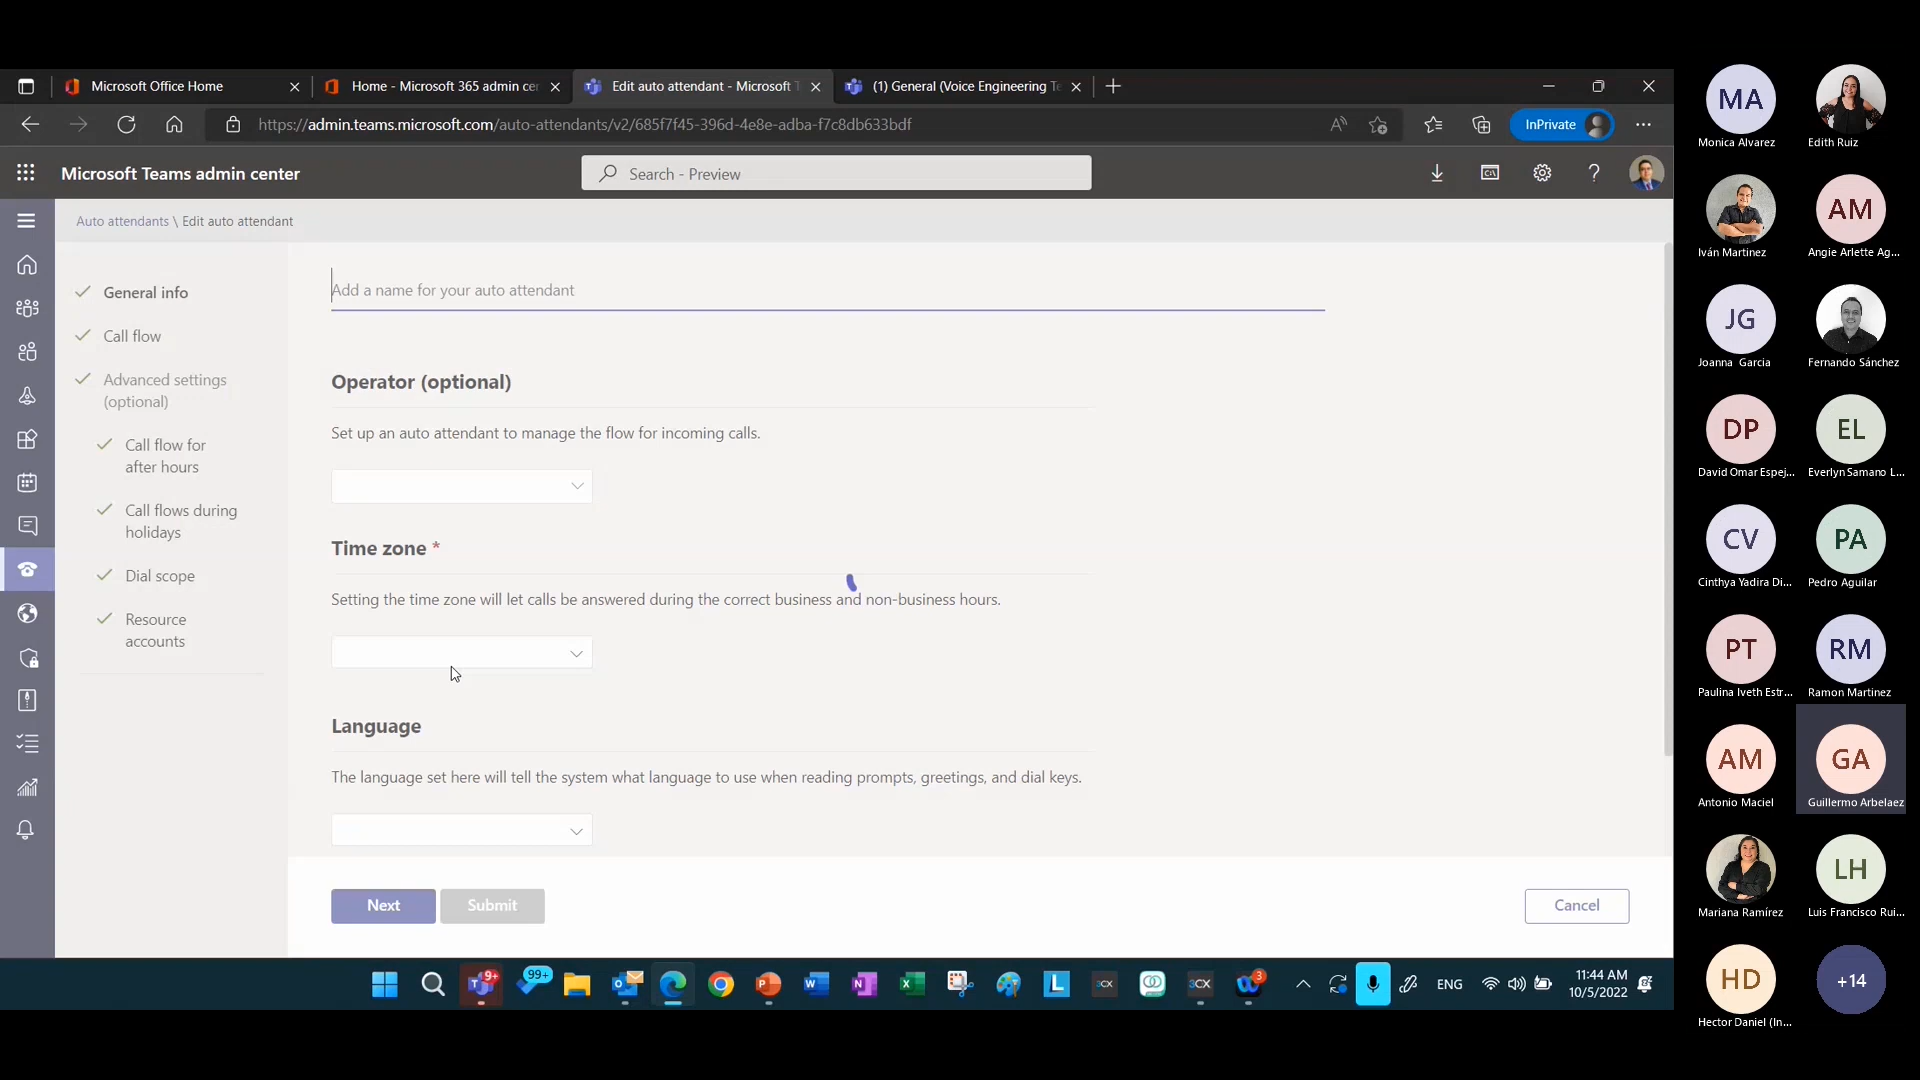 Microsoft Office Home
Home - Microsoft 365 admin cer
Edit auto attendant - Microsoft T
(1) General (Voice Engineering Te
https://admin.teams.microsoft.com/auto-attendants/v2/685f7f45-396d-4e8e-adba-f7c8db633bdf
InPrivate
Microsoft Teams admin center
Search - Preview
Auto attendants \ Edit auto attendant
General info
Call flow
Advanced settings
(optional)
Call flow for
after hours
Call flows during
holidays
Dial scope
Resource
accounts
Add a name for your auto attendant
Operator (optional)
Set up an auto attendant to manage the flow for incoming calls.
Time zone *
Setting the time zone will let calls be answered during the correct business and non-business hours.
Language
The language set here will tell the system what language to use when reading prompts, greetings, and dial keys.
Next
Submit
Cancel
9+
99+
3CX
3CX
3
ENG
11:44 AM
10/5/2022
MA
Monica Alvarez
Edith Ruiz
Iván Martinez
AM
Angie Arlette Ag...
JG
Joanna Garcia
Fernando Sánchez
DP
David Omar Espej...
EL
Everlyn Samano L...
CV
Cinthya Yadira Di...
PA
Pedro Aguilar
PT
Paulina Iveth Estr...
RM
Ramon Martinez
AM
Antonio Maciel
GA
Guillermo Arbelaez
Mariana Ramírez
LH
Luis Francisco Rui...
HD
Hector Daniel (In...
+14